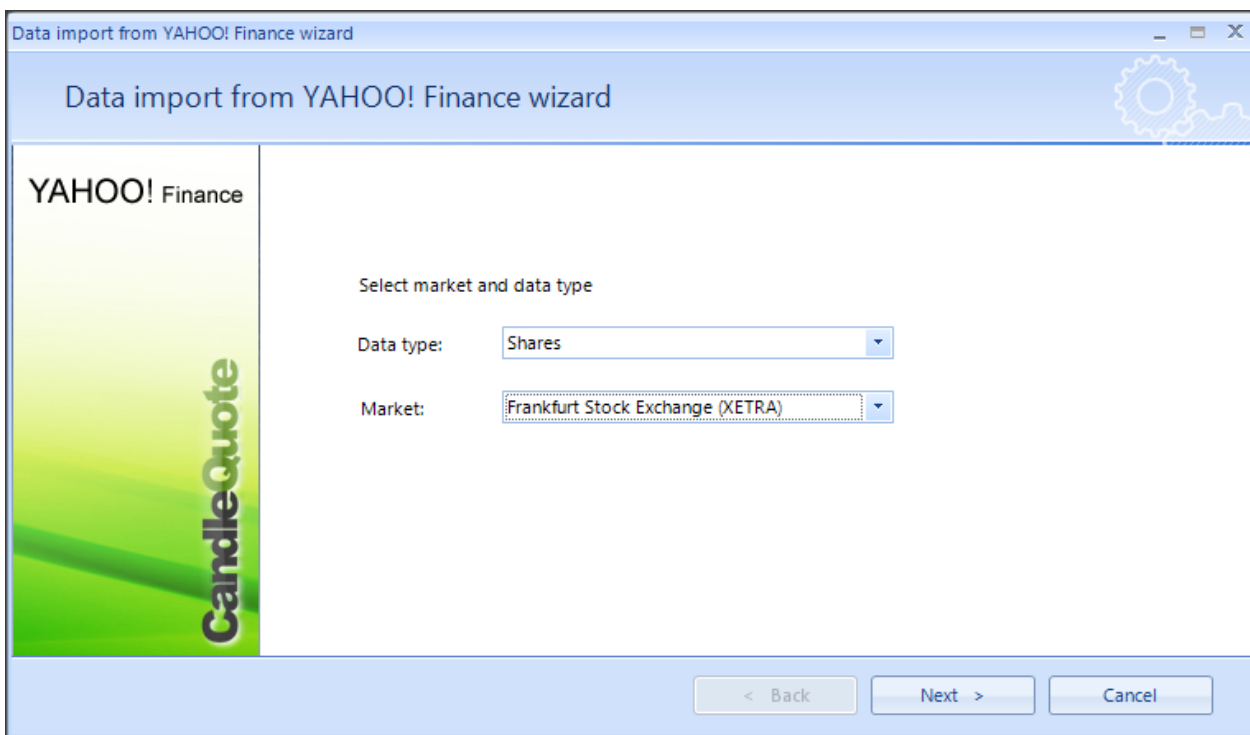 Data import from YAHOO! Finance wizard
Data import from YAHOO! Finance wizard
YAHOO! Finance
CandleQuote
Select market and data type
Data type: Shares
Market: Frankfurt Stock Exchange (XETRA)
< Back Next > Cancel